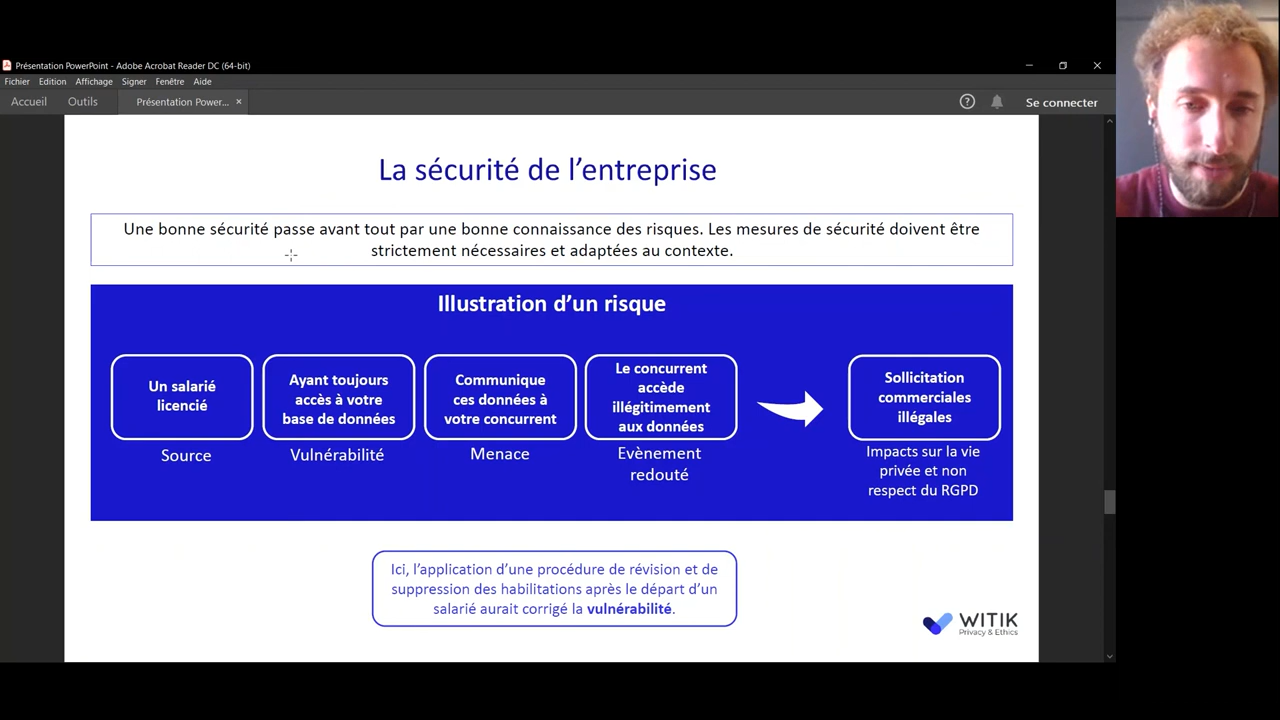 Présentation PowerPoint - Adobe Acrobat Reader DC (64-bit)
Fichier Edition Affichage Signer Fenêtre Aide
Accueil Outils Présentation Power... × ? Se connecter
La sécurité de l’entreprise
Une bonne sécurité passe avant tout par une bonne connaissance des risques. Les mesures de sécurité doivent être
strictement nécessaires et adaptées au contexte.
Illustration d’un risque
Un salarié
licencié
Source
Ayant toujours
accès à votre
base de données
Vulnérabilité
Communique
ces données à
votre concurrent
Menace
Le concurrent
accède
illégitimement
aux données
Evènement
redouté
Sollicitation
commerciales
illégales
Impacts sur la vie
privée et non
respect du RGPD
Ici, l’application d’une procédure de révision et de
suppression des habilitations après le départ d’un
salarié aurait corrigé la vulnérabilité.
WITIK
Privacy & Ethics